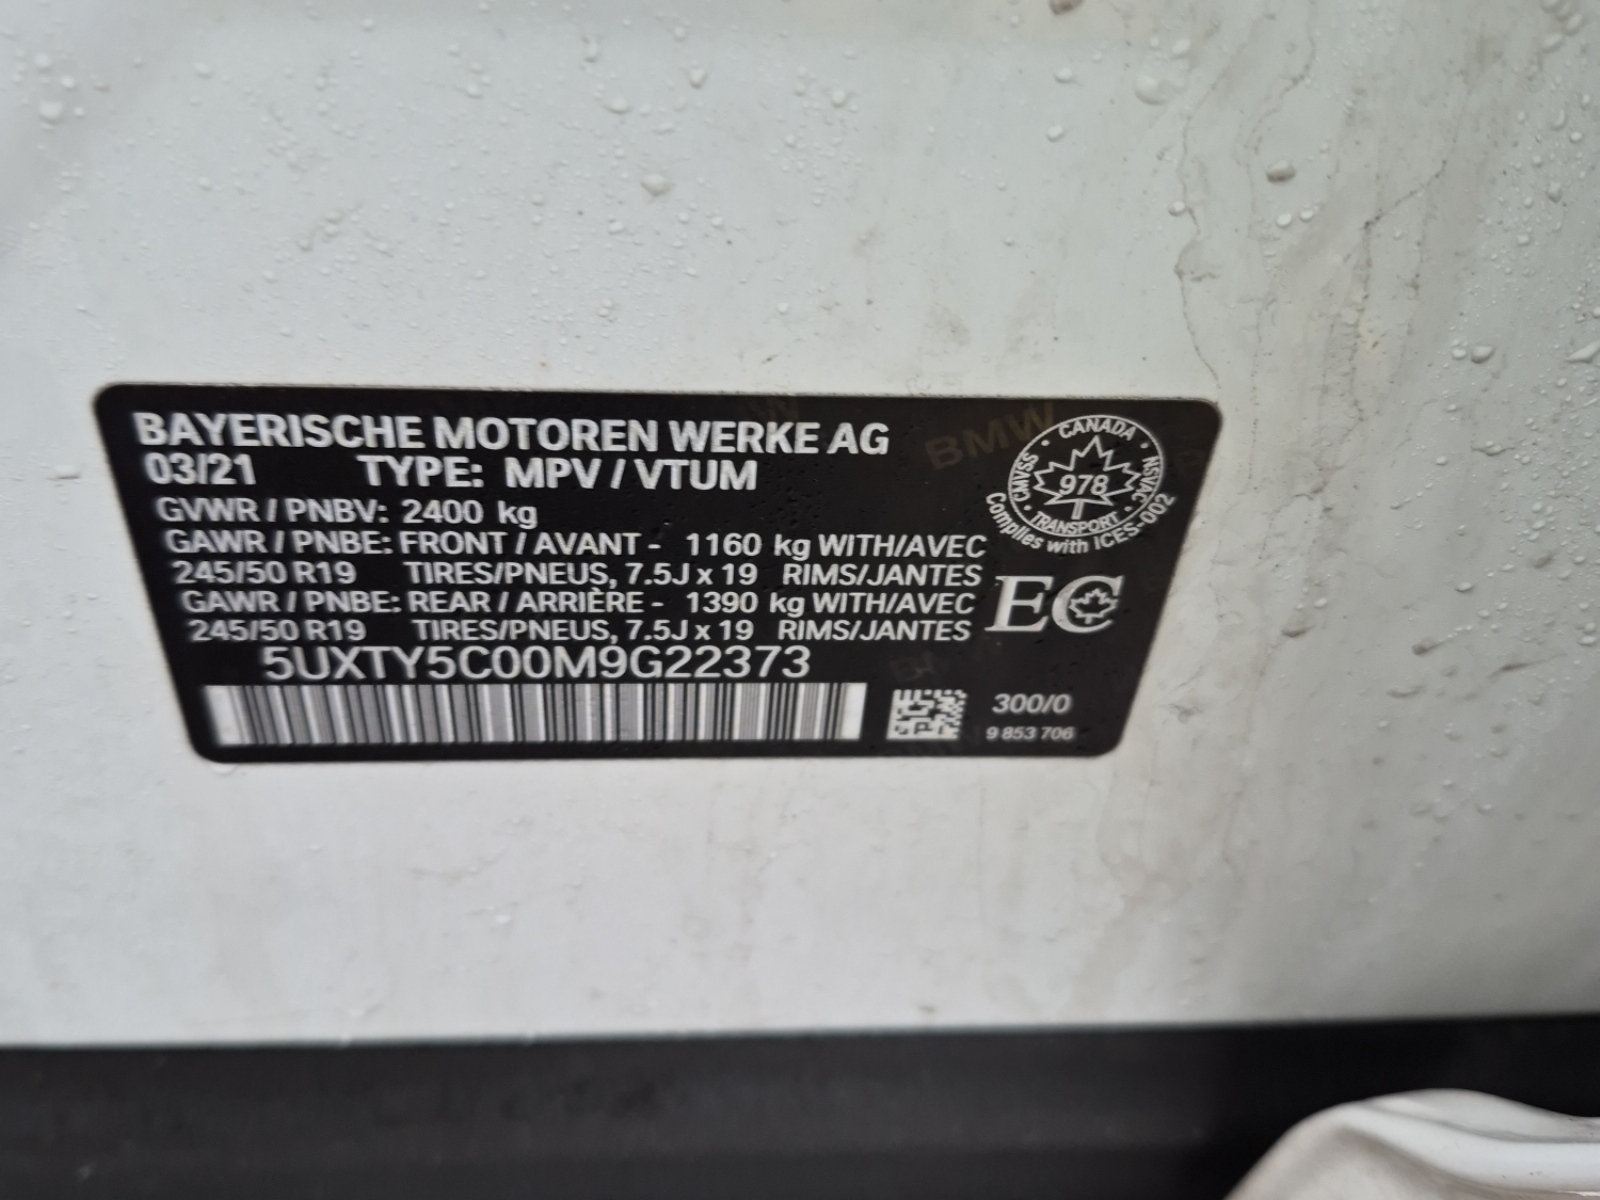 BAYERISCHE MOTOREN WERKE AG
03/21 TYPE: MPV / VTUM
GVWR / PNBV: 2400 kg
GAWR / PNBE: FRONT / AVANT - 1160 kg WITH/AVEC
245/50 R19 TIRES/PNEUS, 7.5J x 19 RIMS/JANTES
GAWR / PNBE: REAR / ARRIÈRE - 1390 kg WITH/AVEC
245/50 R19 TIRES/PNEUS, 7.5J x 19 RIMS/JANTES
5UXTY5C00M9G22373
CANADA
CMVSS 978 NSVAC
TRANSPORT
Complies with ICES-002
EC
300/0
9 853 706
BMW